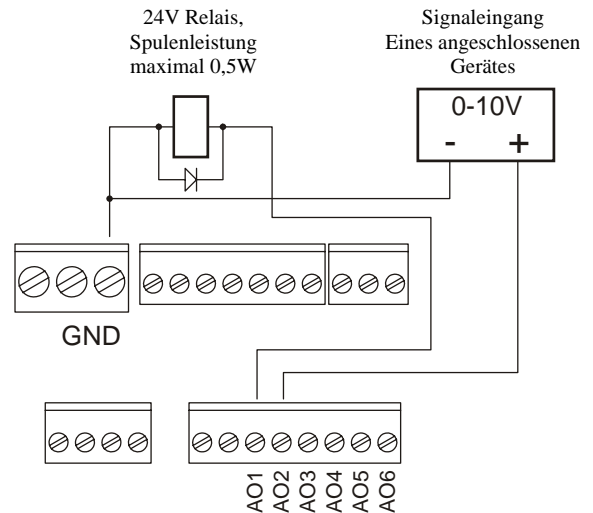 24V Relais,
Spulenleistung
maximal 0,5W
Signaleingang
Eines angeschlossenen
Gerätes
0-10V
- +
GND
AO1
AO2
AO3
AO4
AO5
AO6